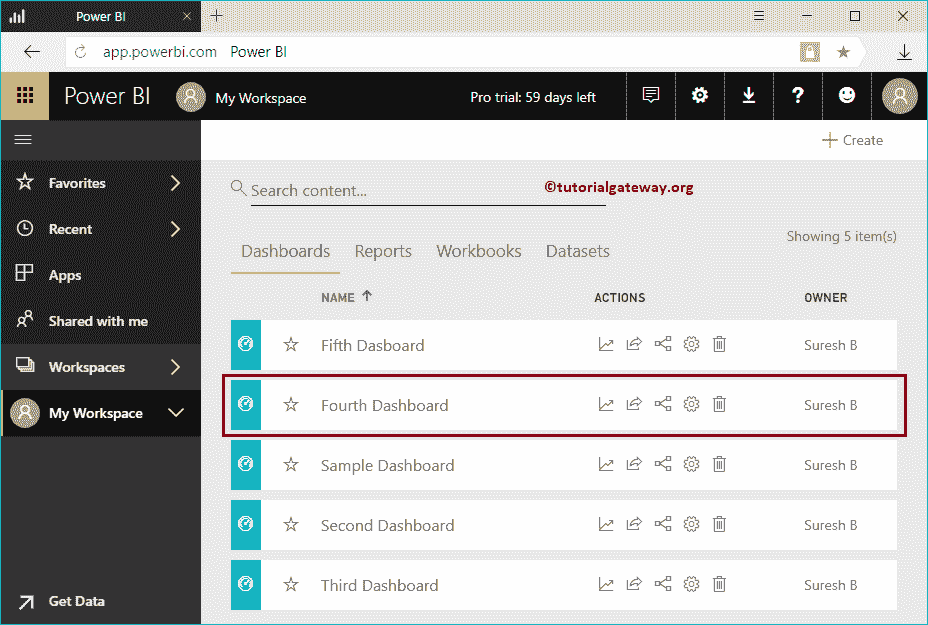 Power BI
app.powerbi.com Power BI
Power BI My Workspace Pro trial: 59 days left ?
Create
Favorites
Recent
Apps
Shared with me
Workspaces
My Workspace
Get Data
Search content...
©tutorialgateway.org
Showing 5 item(s)
Dashboards Reports Workbooks Datasets
NAME ACTIONS OWNER
Fifth Dasboard Suresh B
Fourth Dashboard Suresh B
Sample Dashboard Suresh B
Second Dashboard Suresh B
Third Dashboard Suresh B